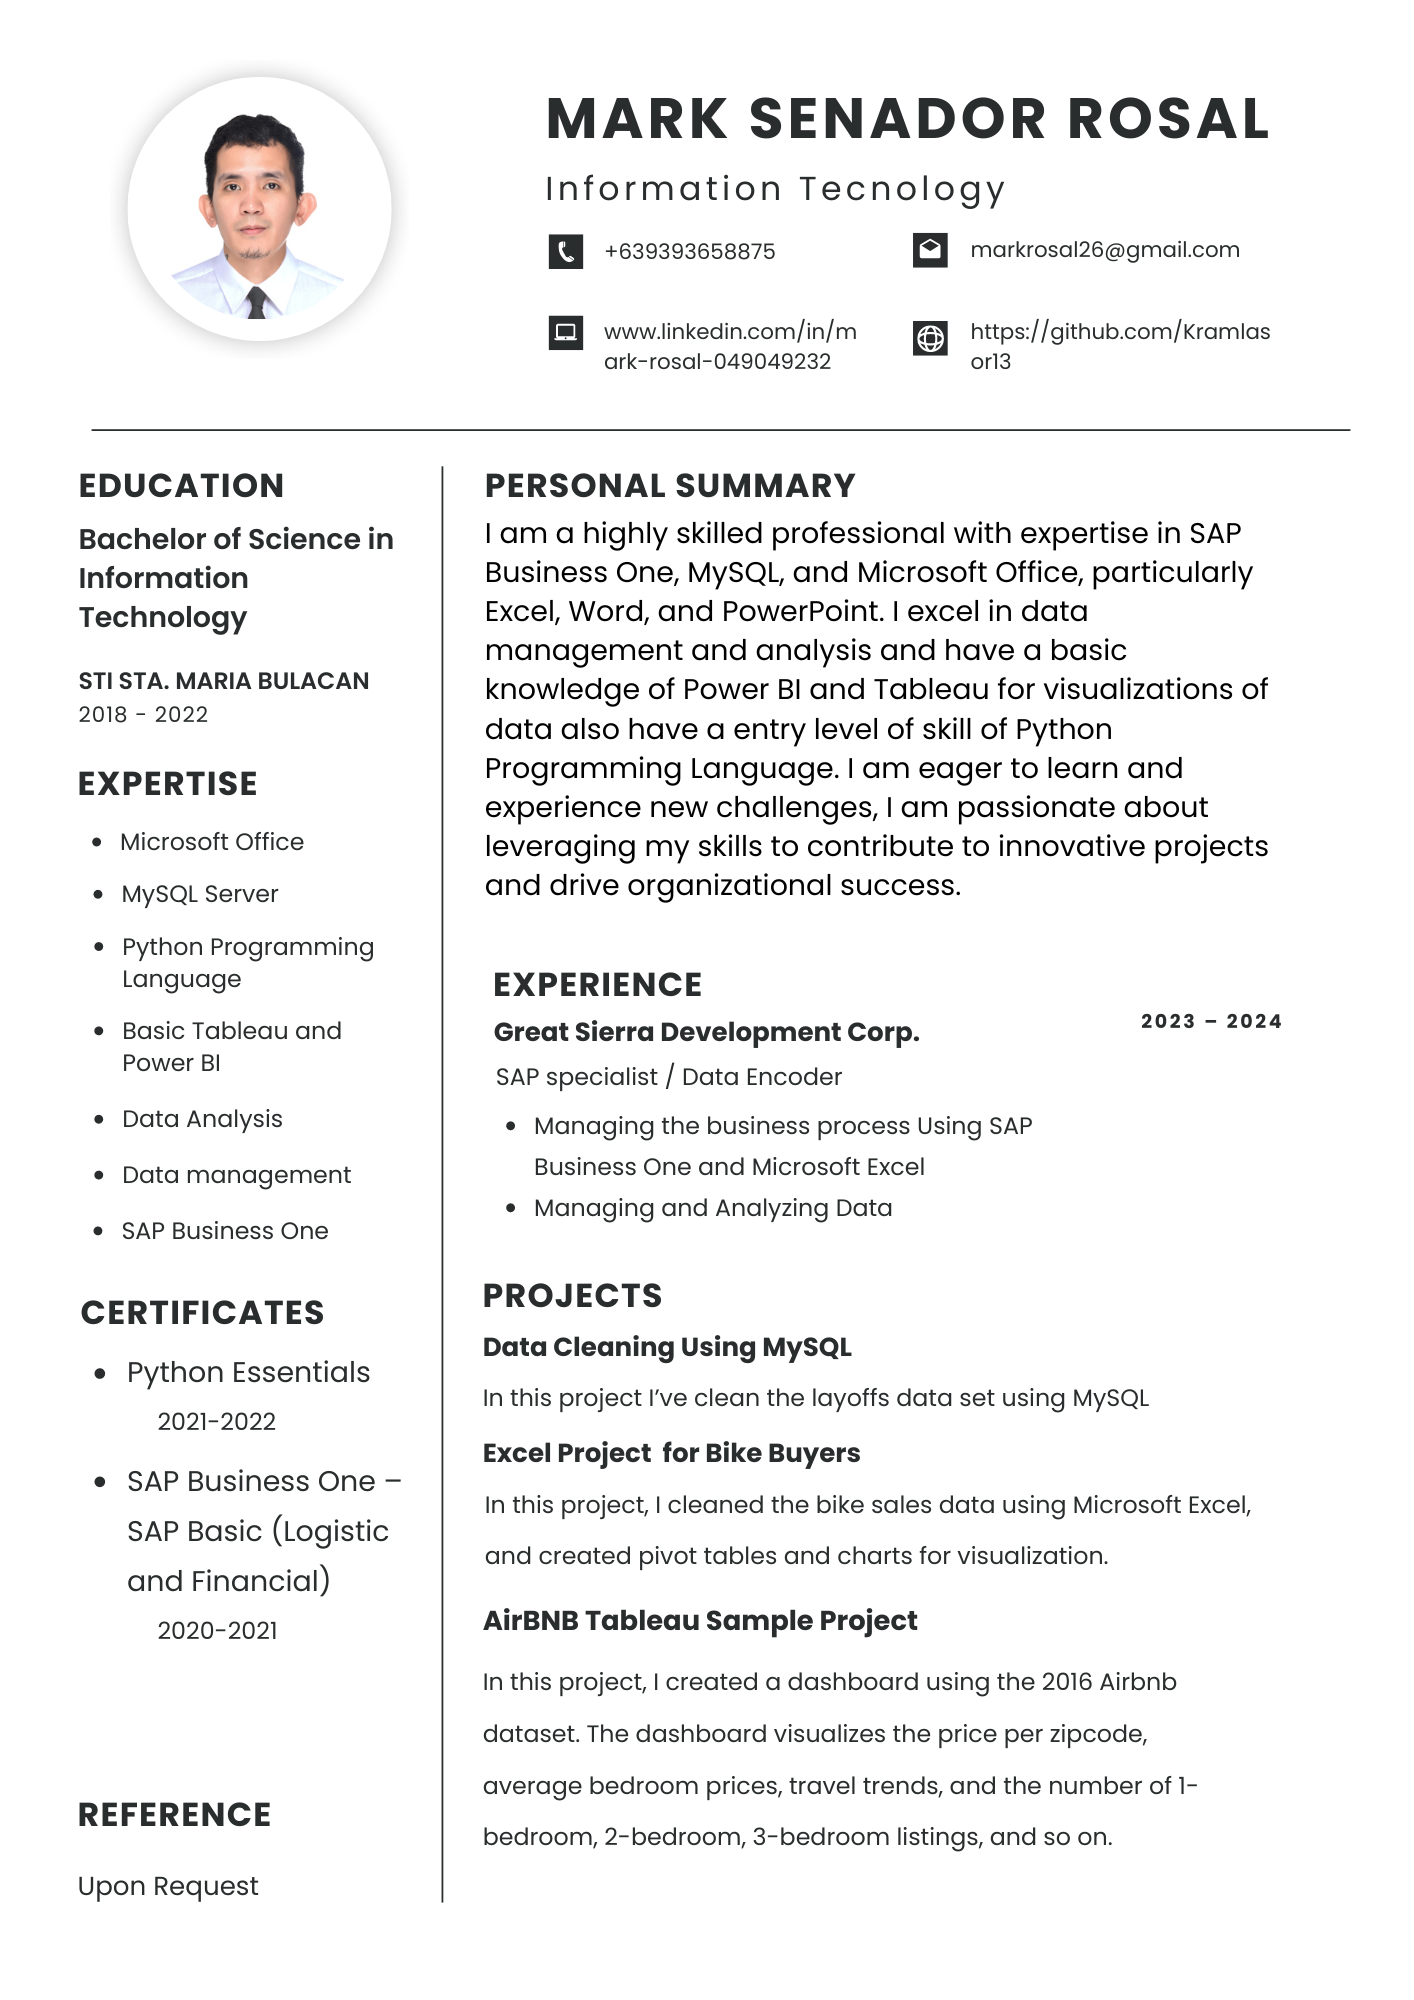 MARK SENADOR ROSAL
Information Tecnology
+639393658875
markrosal26@gmail.com
www.linkedin.com/in/m
ark-rosal-049049232
https://github.com/Kramlas
or13
EDUCATION
Bachelor of Science in
Information
Technology
STI STA. MARIA BULACAN
2018 - 2022
EXPERTISE
• Microsoft Office
• MySQL Server
• Python Programming
Language
• Basic Tableau and
Power BI
• Data Analysis
• Data management
• SAP Business One
CERTIFICATES
• Python Essentials
2021-2022
• SAP Business One –
SAP Basic (Logistic
and Financial)
2020-2021
REFERENCE
Upon Request
PERSONAL SUMMARY
I am a highly skilled professional with expertise in SAP
Business One, MySQL, and Microsoft Office, particularly
Excel, Word, and PowerPoint. I excel in data
management and analysis and have a basic
knowledge of Power BI and Tableau for visualizations of
data also have a entry level of skill of Python
Programming Language. I am eager to learn and
experience new challenges, I am passionate about
leveraging my skills to contribute to innovative projects
and drive organizational success.
EXPERIENCE
Great Sierra Development Corp.
2023 – 2024
SAP specialist / Data Encoder
• Managing the business process Using SAP
Business One and Microsoft Excel
• Managing and Analyzing Data
PROJECTS
Data Cleaning Using MySQL
In this project I’ve clean the layoffs data set using MySQL
Excel Project for Bike Buyers
In this project, I cleaned the bike sales data using Microsoft Excel,
and created pivot tables and charts for visualization.
AirBNB Tableau Sample Project
In this project, I created a dashboard using the 2016 Airbnb
dataset. The dashboard visualizes the price per zipcode,
average bedroom prices, travel trends, and the number of 1-
bedroom, 2-bedroom, 3-bedroom listings, and so on.